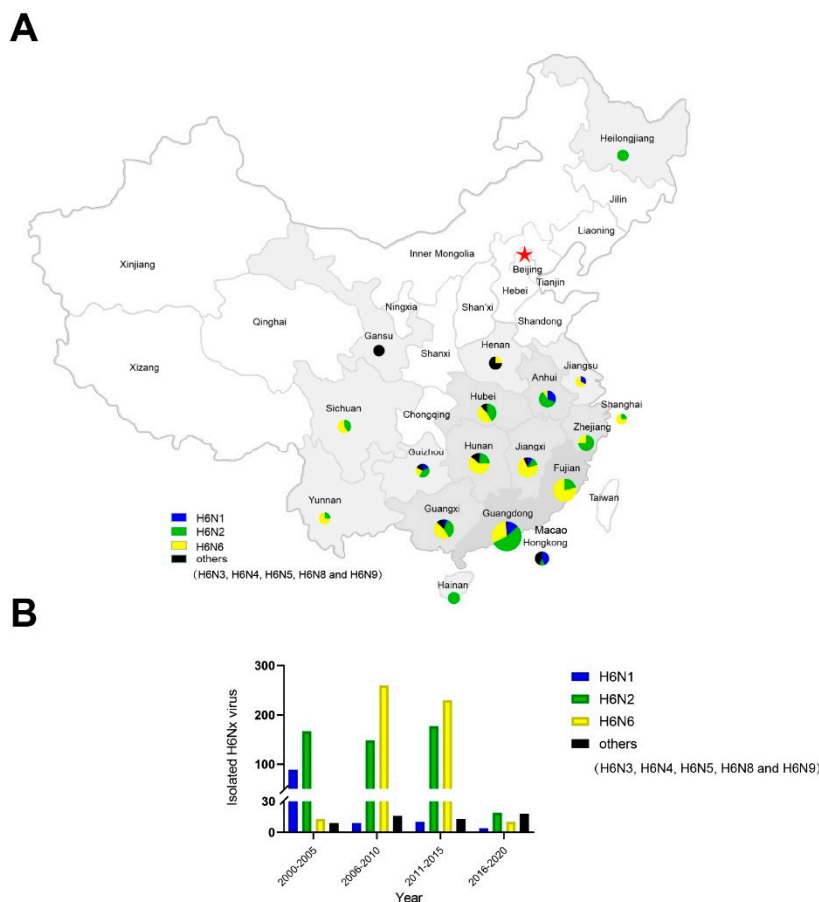 A
Heilongjiang
Jilin
Liaoning
Inner Mongolia
Beijing
Tianjin
Xinjiang
Hebei
Ningxia
Shan'xi
Shandong
Qinghai
Gansu
Shanxi
Henan
Xizang
Jiangsu
Anhui
Hubei
Shanghai
Sichuan
Chongqing
Zhejiang
Hunan
Jiangxi
Guizhou
Fujian
Yunnan
Taiwan
Guangxi
Guangdong
Macao
Hongkong
Hainan
H6N1
H6N2
H6N6
others
(H6N3, H6N4, H6N5, H6N8 and H6N9)
B
Isolated H6Nx virus
300
200
100
30
0
2000-2005
2006-2010
2011-2015
2016-2020
Year
H6N1
H6N2
H6N6
others
(H6N3, H6N4, H6N5, H6N8 and H6N9)